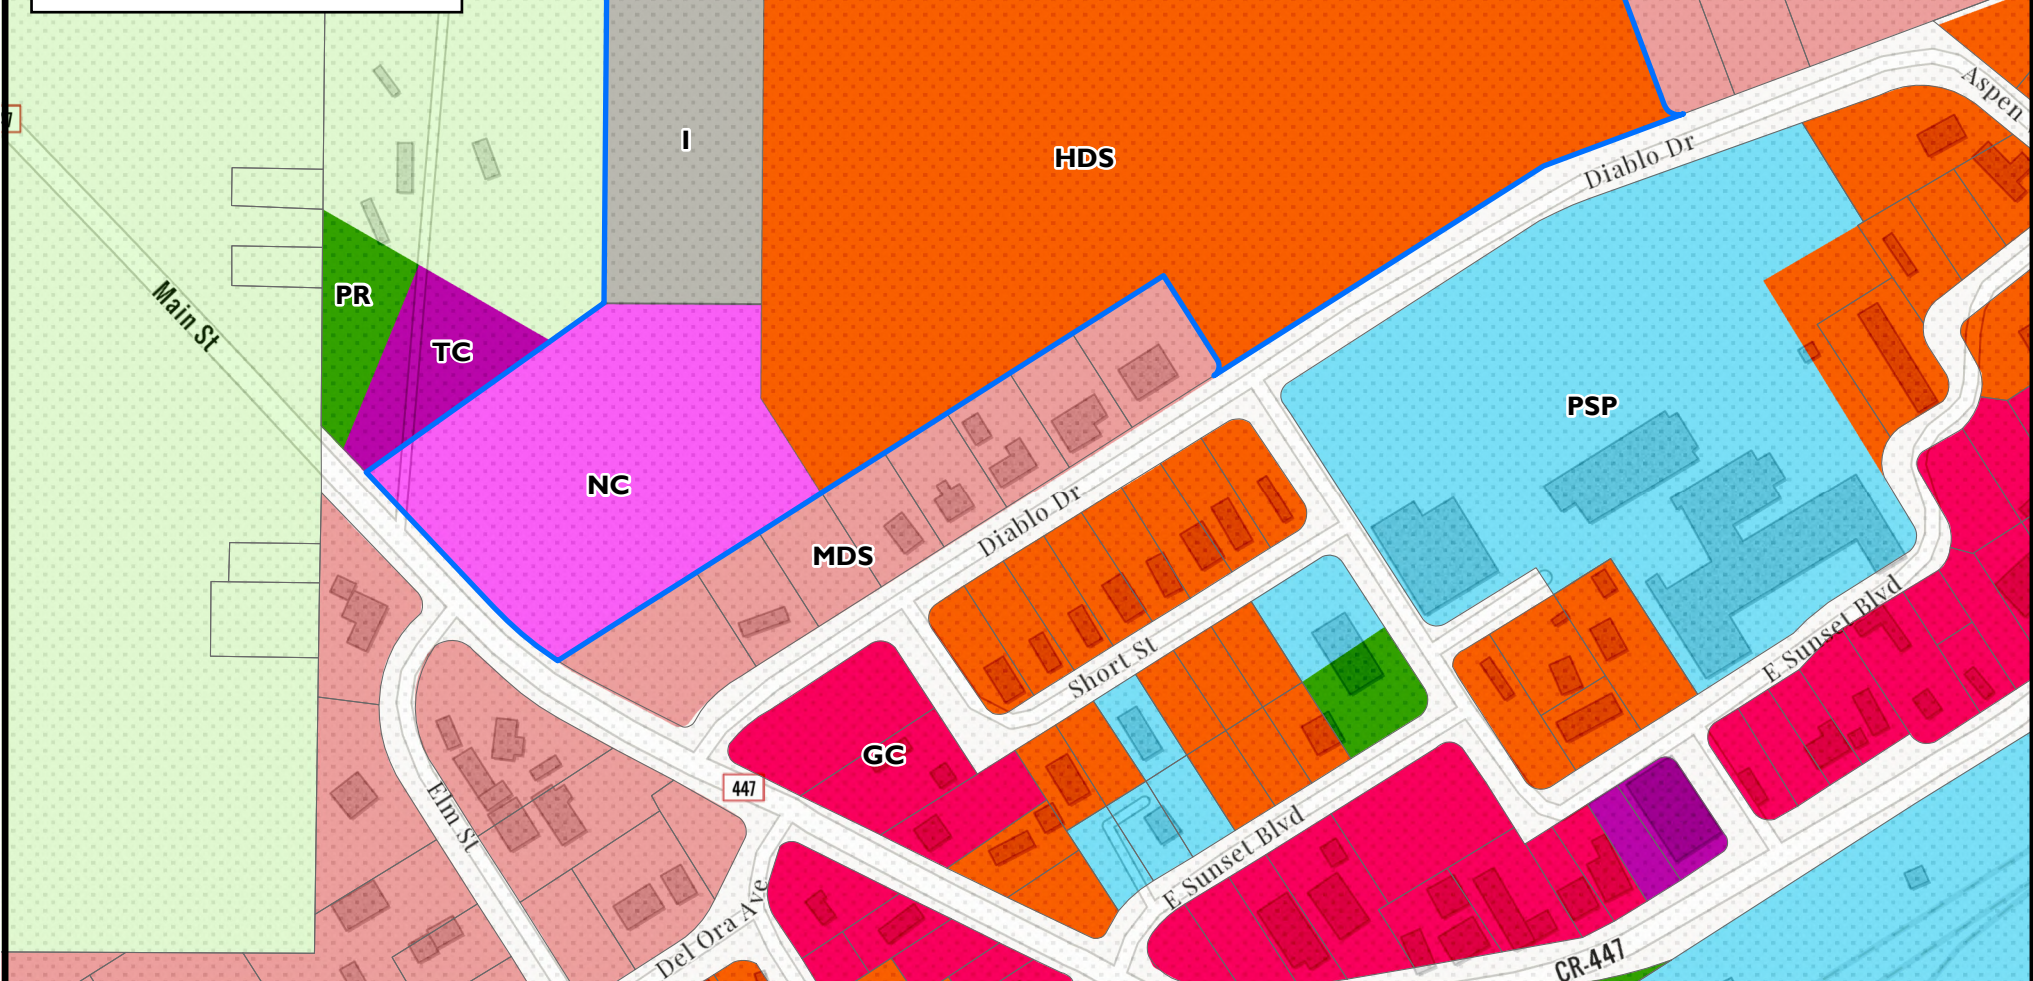 I
HDS
Aspen
Diablo Dr
7
PR
Main St
TC
PSP
NC
Diablo Dr
MDS
Short St
E Sunset Blvd
GC
447
Elm St
E Sunset Blvd
Del Ora Ave
CR-447